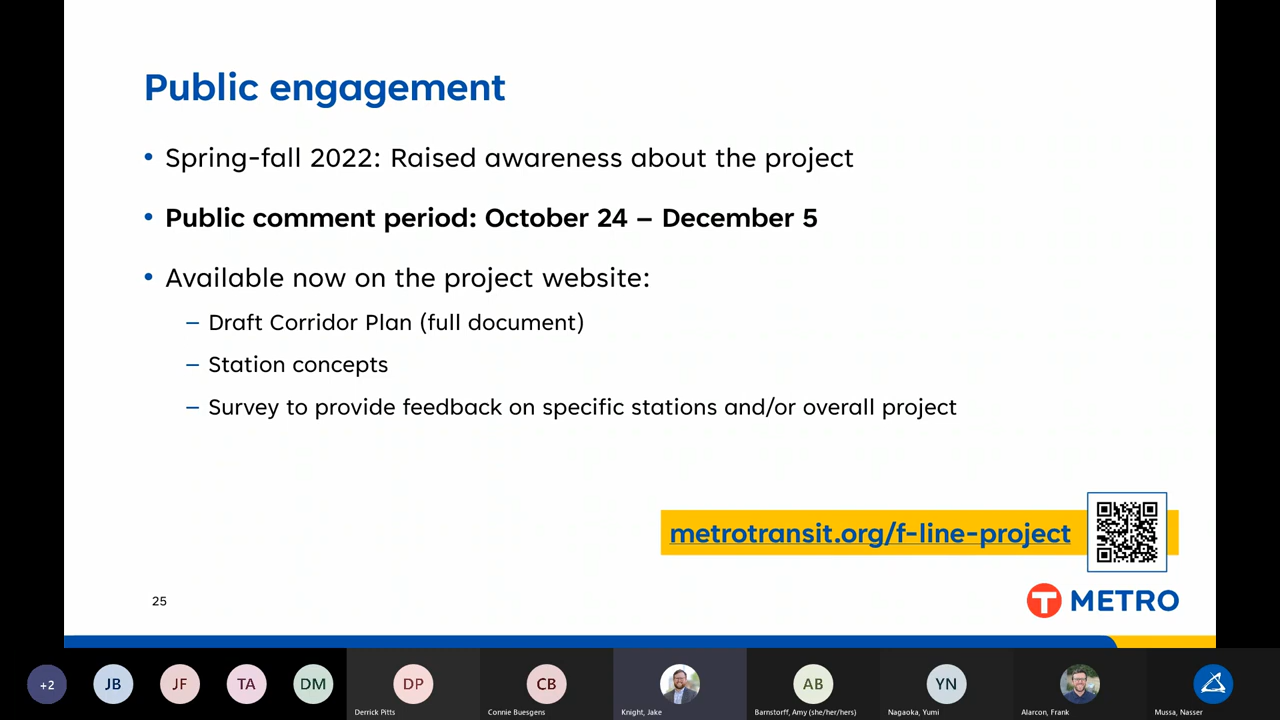 Public engagement
• Spring-fall 2022: Raised awareness about the project
• Public comment period: October 24 – December 5
• Available now on the project website:
– Draft Corridor Plan (full document)
– Station concepts
– Survey to provide feedback on specific stations and/or overall project
metrotransit.org/f-line-project
25
T METRO
+2
JB
JF
TA
DM
DP
Derrick Pitts
CB
Connie Buesgens
Knight, Jake
AB
Barnstorff, Amy (she/her/hers)
YN
Nagaoka, Yumi
Alarcon, Frank
Mussa, Nasser